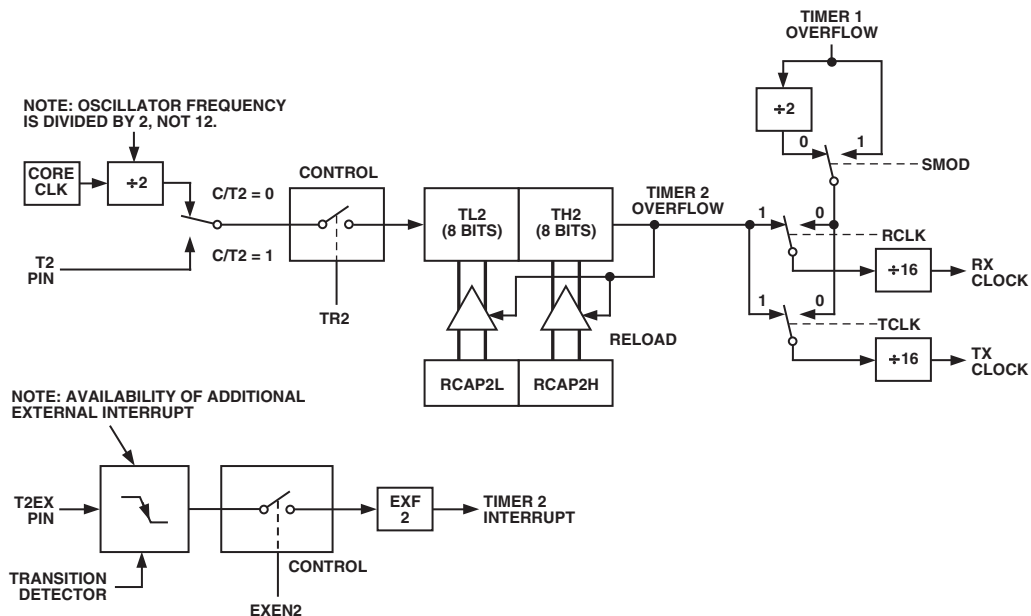 TIMER 1
OVERFLOW
NOTE: OSCILLATOR FREQUENCY
IS DIVIDED BY 2, NOT 12.
÷2
0
1
SMOD
CORE
CLK
÷2
C/T2 = 0
CONTROL
TL2
(8 BITS)
TH2
(8 BITS)
TIMER 2
OVERFLOW
1
0
RCLK
C/T2 = 1
T2
PIN
÷16
RX
CLOCK
TR2
1
0
TCLK
RELOAD
÷16
TX
CLOCK
RCAP2L
RCAP2H
NOTE: AVAILABILITY OF ADDITIONAL
EXTERNAL INTERRUPT
T2EX
PIN
EXF
2
TIMER 2
INTERRUPT
CONTROL
TRANSITION
DETECTOR
EXEN2